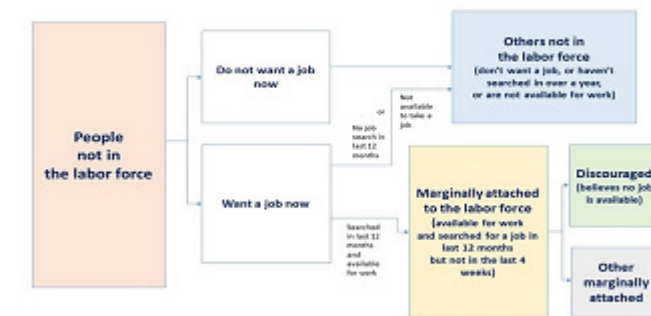 People
not in
the labor force
Do not want a job
now
Want a job now
or
No job
search in
last 12
months
Not
available
to take a
job
Searched
in last 12
months
and
available
for work
Others not in
the labor force
(don't want a job, or haven't
searched in over a year,
or are not available for work)
Marginally attached
to the labor force
(available for work
and searched for a job in
last 12 months
but not in the last 4
weeks)
Discouraged
(believes no job
is available)
Other
marginally
attached